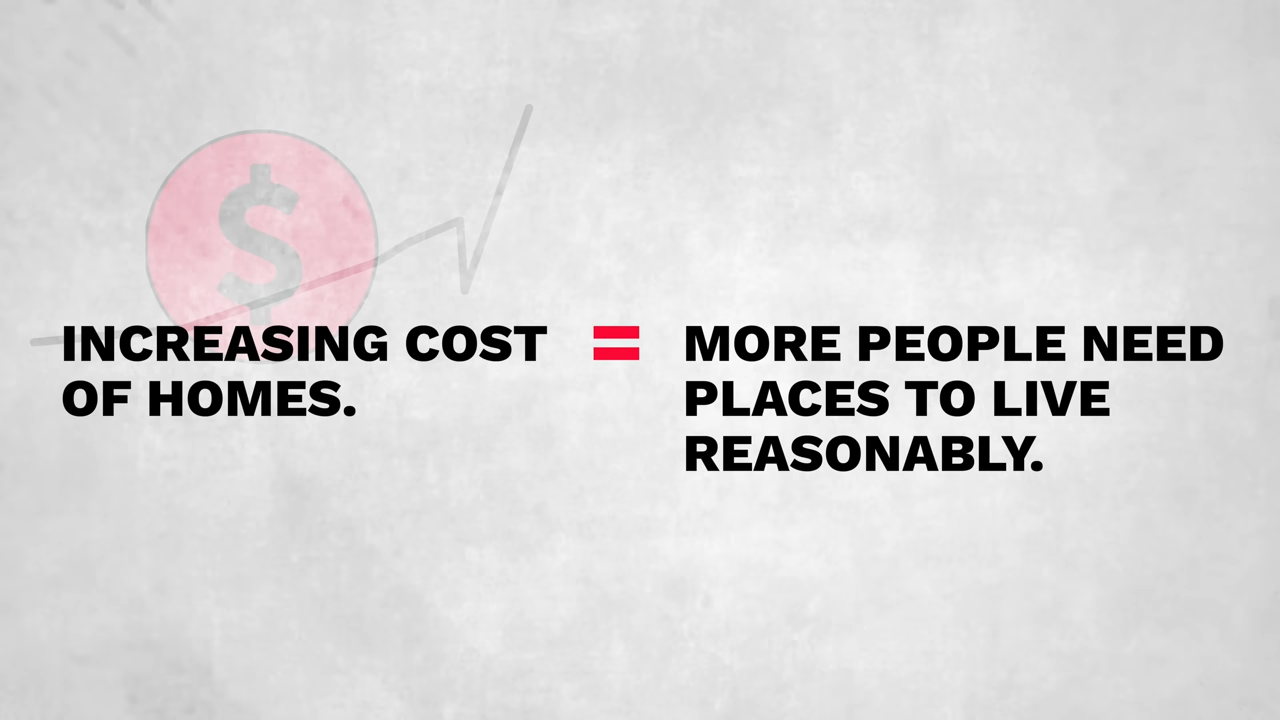 INCREASING COST
OF HOMES.
=
MORE PEOPLE NEED
PLACES TO LIVE
REASONABLY.
$